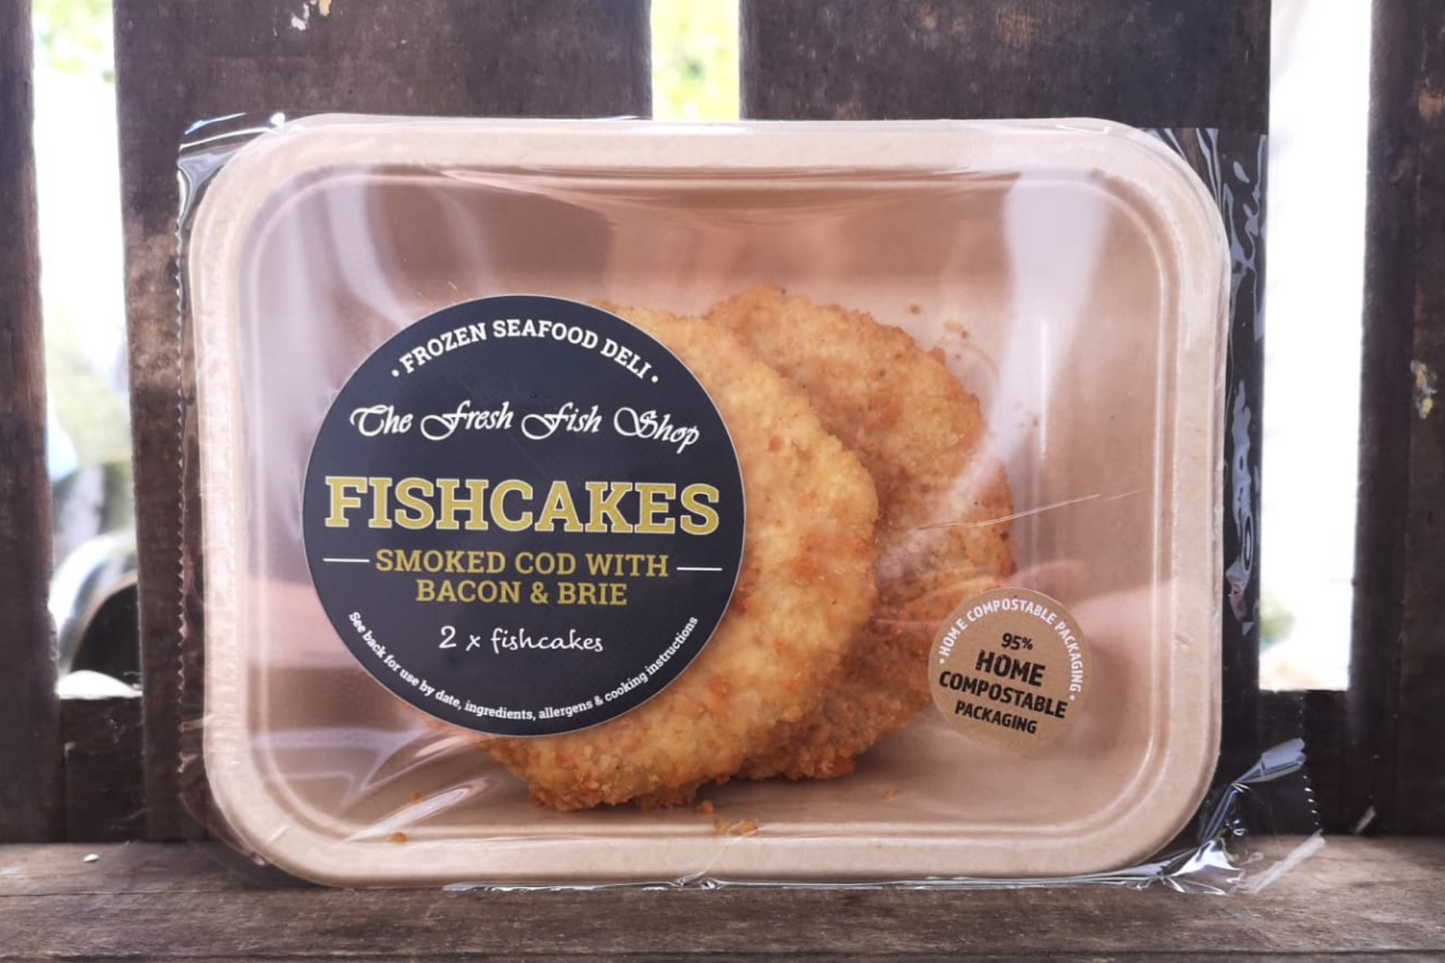 • FROZEN SEAFOOD DELI •
The Fresh Fish Shop
FISHCAKES
SMOKED COD WITH
BACON & BRIE
2 x fishcakes
See back for use by date, ingredients, allergens & cooking instructions
• HOME COMPOSTABLE PACKAGING •
95%
HOME
COMPOSTABLE
PACKAGING